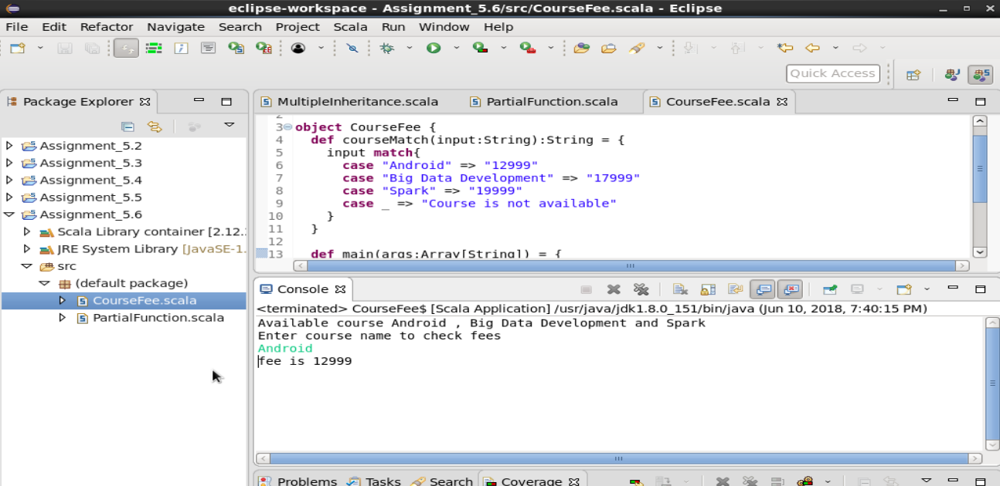 eclipse-workspace - Assignment_5.6/src/CourseFee.scala - Eclipse
File Edit Refactor Navigate Search Project Scala Run Window Help
Quick Access
Package Explorer
Assignment_5.2
Assignment_5.3
Assignment_5.4
Assignment_5.5
Assignment_5.6
Scala Library container [2.12.
JRE System Library [JavaSE-1.
src
(default package)
CourseFee.scala
PartialFunction.scala
MultipleInheritance.scala PartialFunction.scala CourseFee.scala
2
3 object CourseFee {
4 def courseMatch(input:String):String = {
5 input match{
6 case "Android" => "12999"
7 case "Big Data Development" => "17999"
8 case "Spark" => "19999"
9 case _ => "Course is not available"
10 }
11 }
12
13 def main(args:Array[String]) = {
Console
<terminated> CourseFee$ [Scala Application] /usr/java/jdk1.8.0_151/bin/java (Jun 10, 2018, 7:40:15 PM)
Available course Android , Big Data Development and Spark
Enter course name to check fees
Android
fee is 12999
Problems Tasks Search Coverage